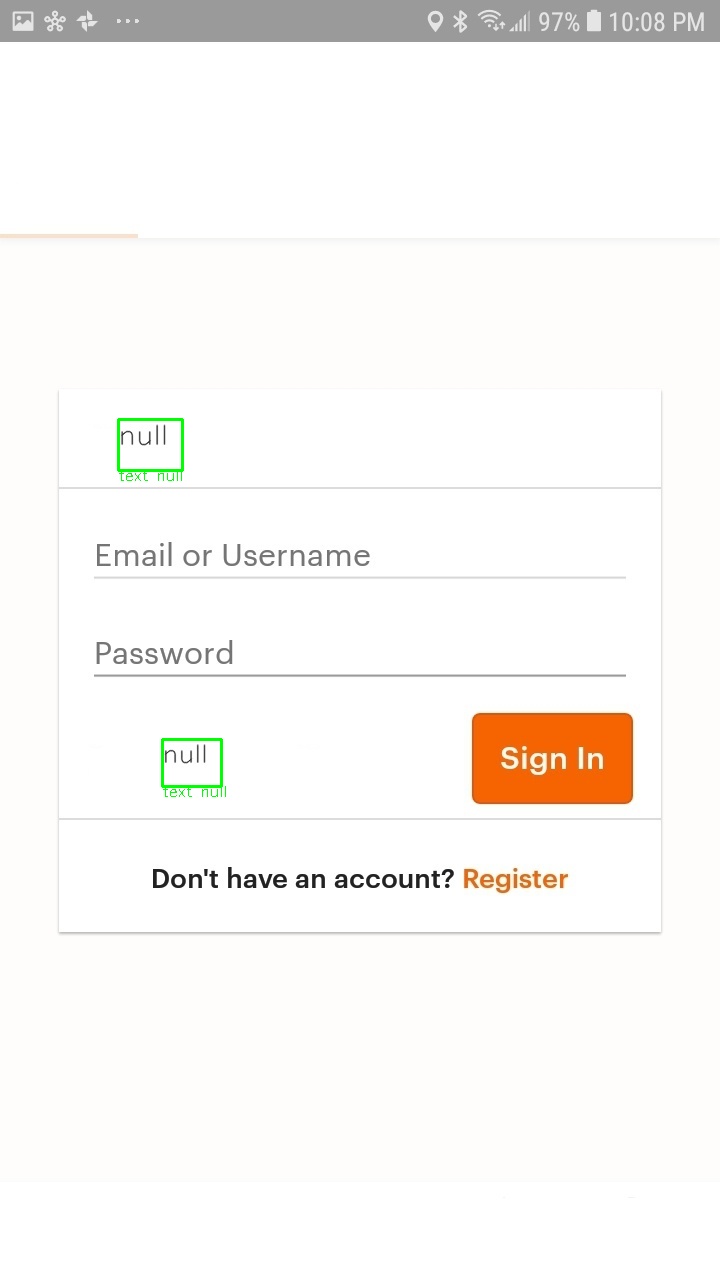 97% 10:08 PM
null
text null
Email or Username
Password
null
text null
Sign In
Don't have an account? Register